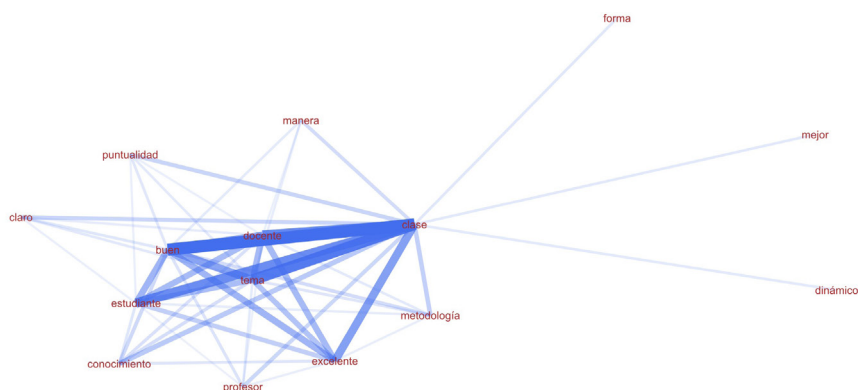 forma
manera
mejor
puntualidad
claro
clase
docente
buen
tema
dinámico
estudiante
metodología
conocimiento
excelente
profesor